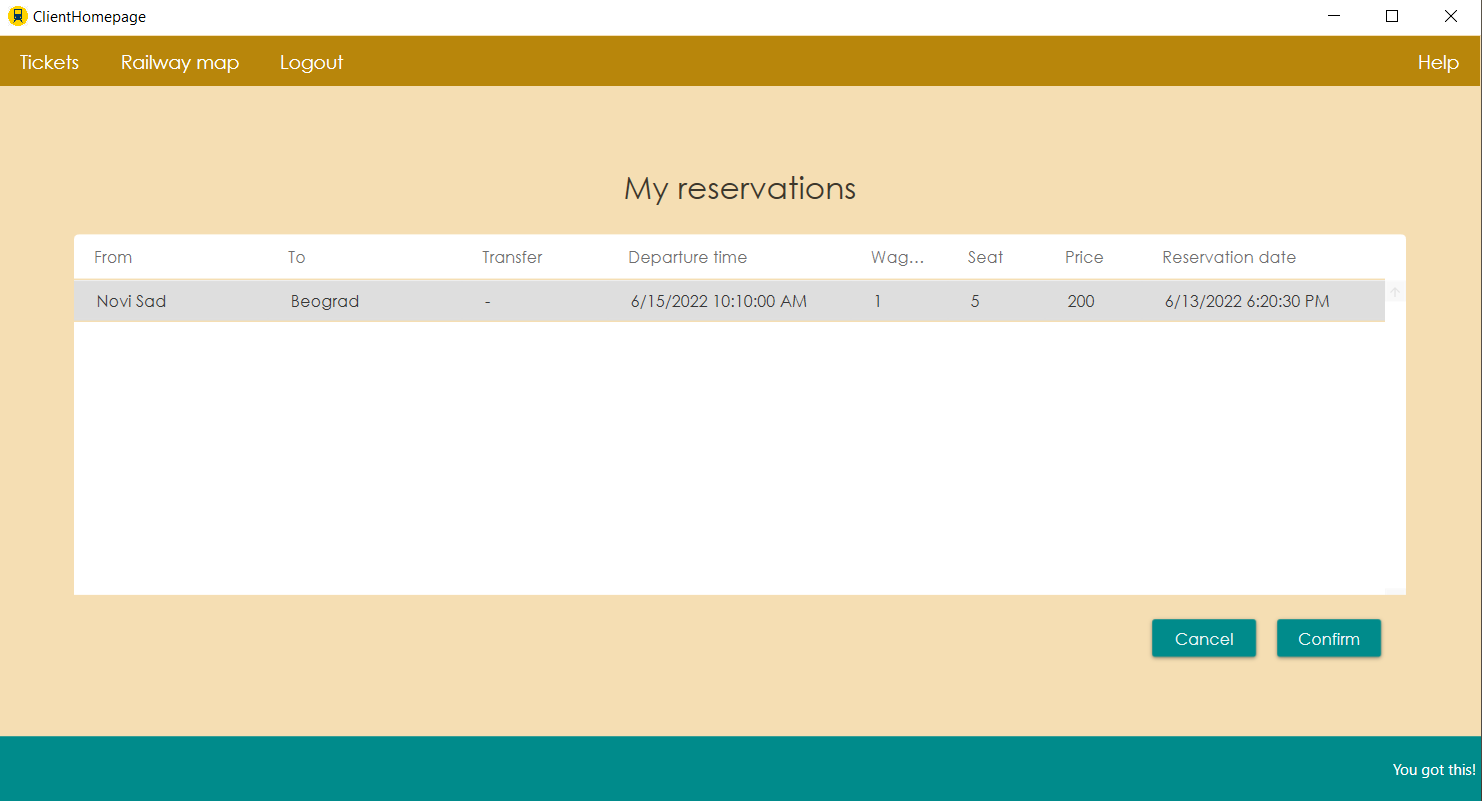 ClientHomepage
Tickets Railway map Logout Help
My reservations
From To Transfer Departure time Wag... Seat Price Reservation date
Novi Sad Beograd - 6/15/2022 10:10:00 AM 1 5 200 6/13/2022 6:20:30 PM
Cancel Confirm
You got this!